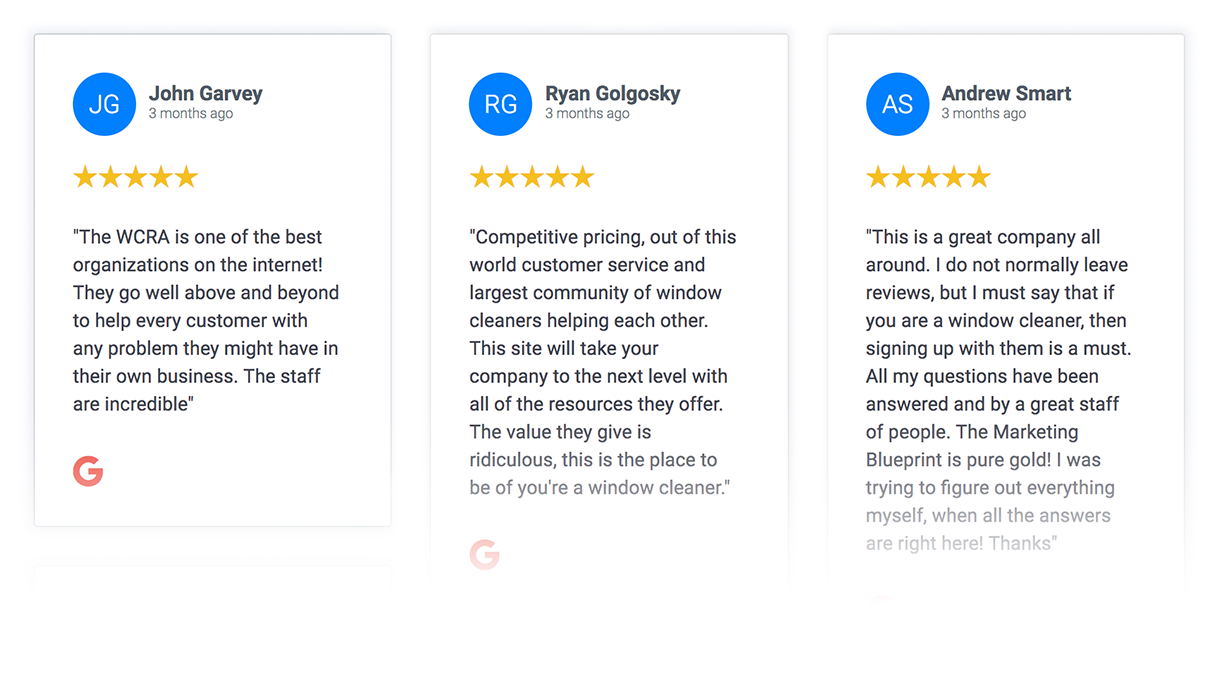 JG
John Garvey
3 months ago
"The WCRA is one of the best
organizations on the internet!
They go well above and beyond
to help every customer with
any problem they might have in
their own business. The staff
are incredible"
G
RG
Ryan Golgosky
3 months ago
"Competitive pricing, out of this
world customer service and
largest community of window
cleaners helping each other.
This site will take your
company to the next level with
all of the resources they offer.
The value they give is
ridiculous, this is the place to
be of you're a window cleaner."
G
AS
Andrew Smart
3 months ago
"This is a great company all
around. I do not normally leave
reviews, but I must say that if
you are a window cleaner, then
signing up with them is a must.
All my questions have been
answered and by a great staff
of people. The Marketing
Blueprint is pure gold! I was
trying to figure out everything
myself, when all the answers
are right here! Thanks"